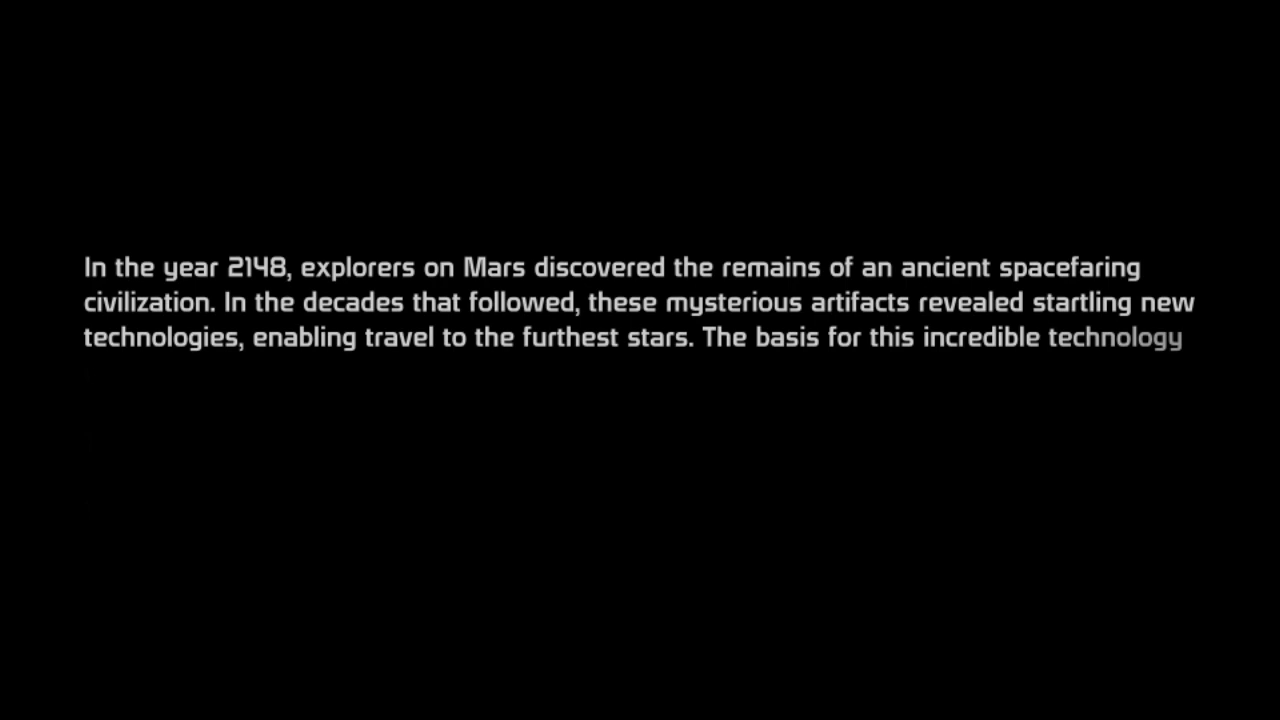 In the year 2148, explorers on Mars discovered the remains of an ancient spacefaring
civilization. In the decades that followed, these mysterious artifacts revealed startling new
technologies, enabling travel to the furthest stars. The basis for this incredible technology